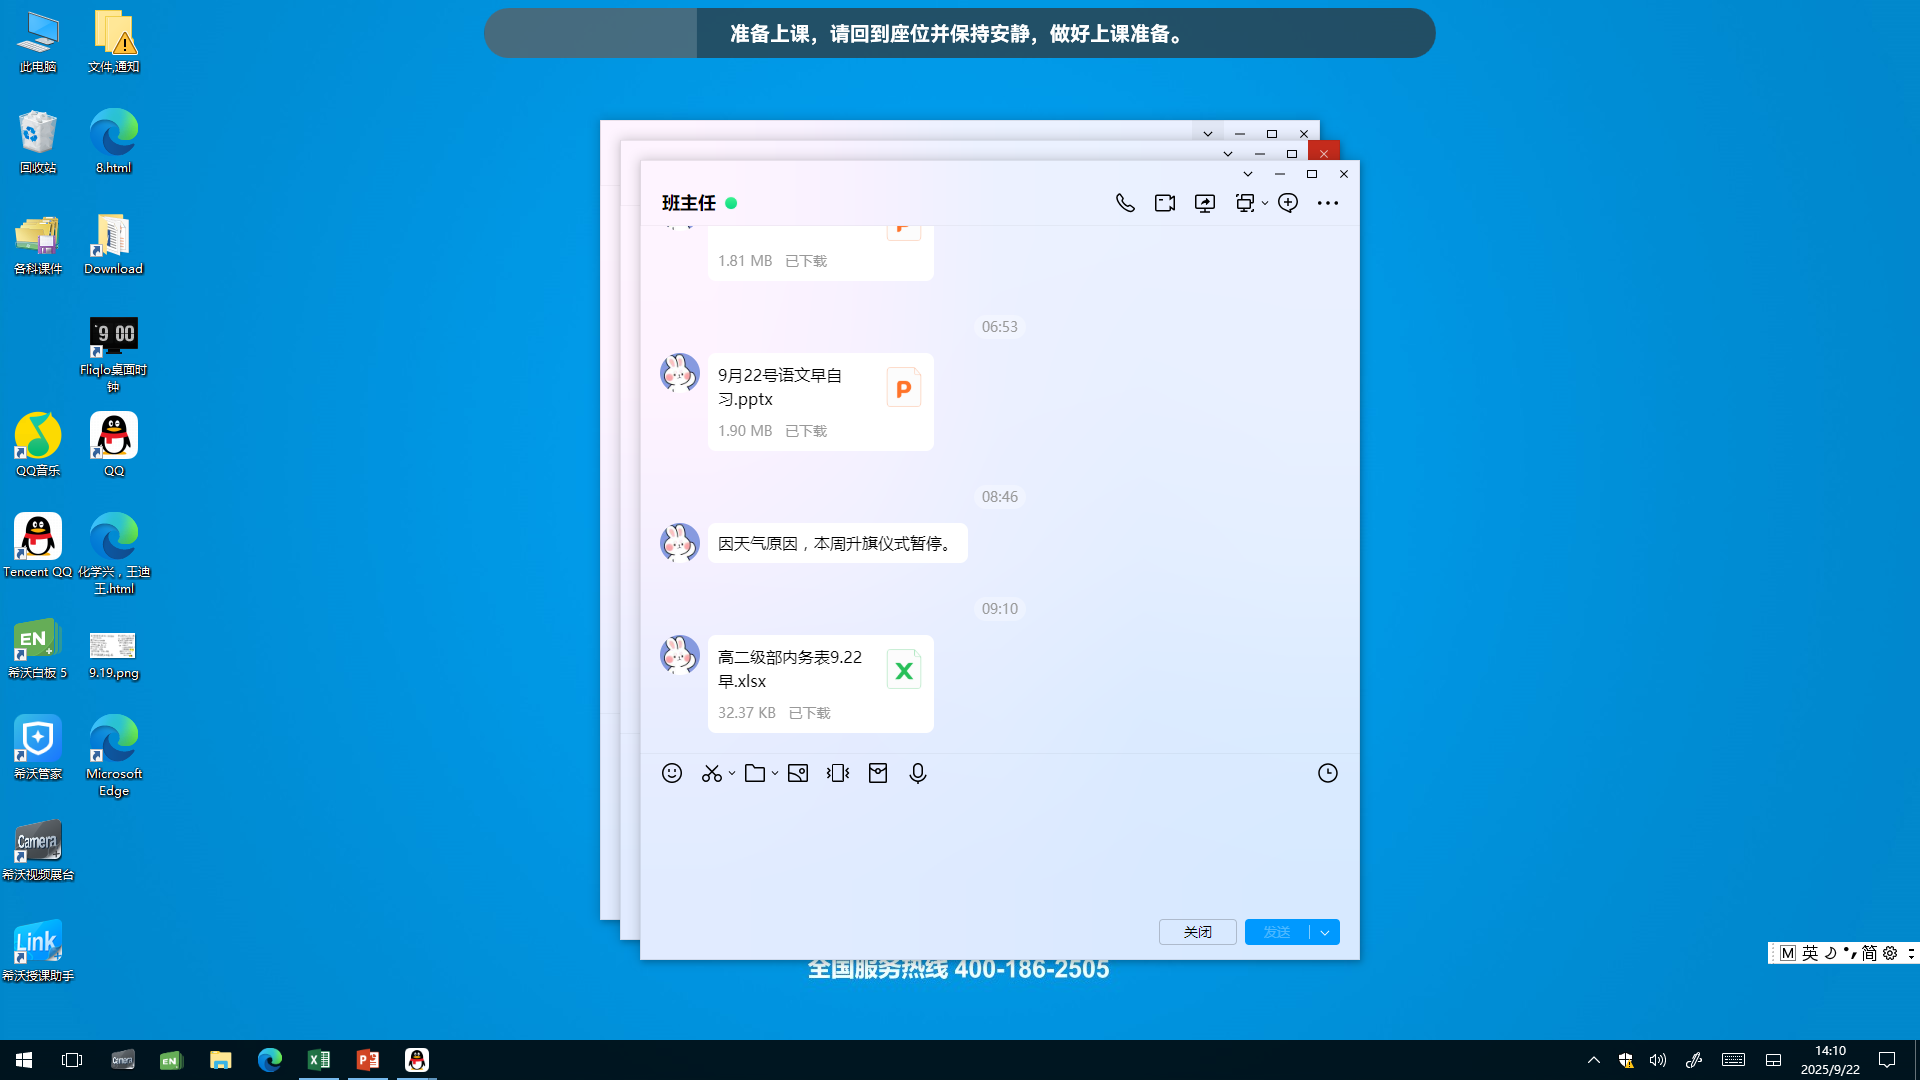 准备上课，请回到座位并保持安静，做好上课准备。
此电脑
文件,通知
回收站
8.html
各科课件
Download
9 00
Fliqlo桌面时
钟
QQ音乐
QQ
Tencent QQ
化学兴，王迪
王.html
EN
希沃白板 5
9.19.png
希沃管家
Microsoft
Edge
Camera
希沃视频展台
Link
希沃授课助手
班主任
P
1.81 MB 已下载
06:53
9月22号语文早自
习.pptx
P
1.90 MB 已下载
08:46
因天气原因，本周升旗仪式暂停。
09:10
高二级部内务表9.22
早.xlsx
X
32.37 KB 已下载
关闭
发送
全国服务热线 400-186-2505
M 英 简
Camera
EN
14:10
2025/9/22